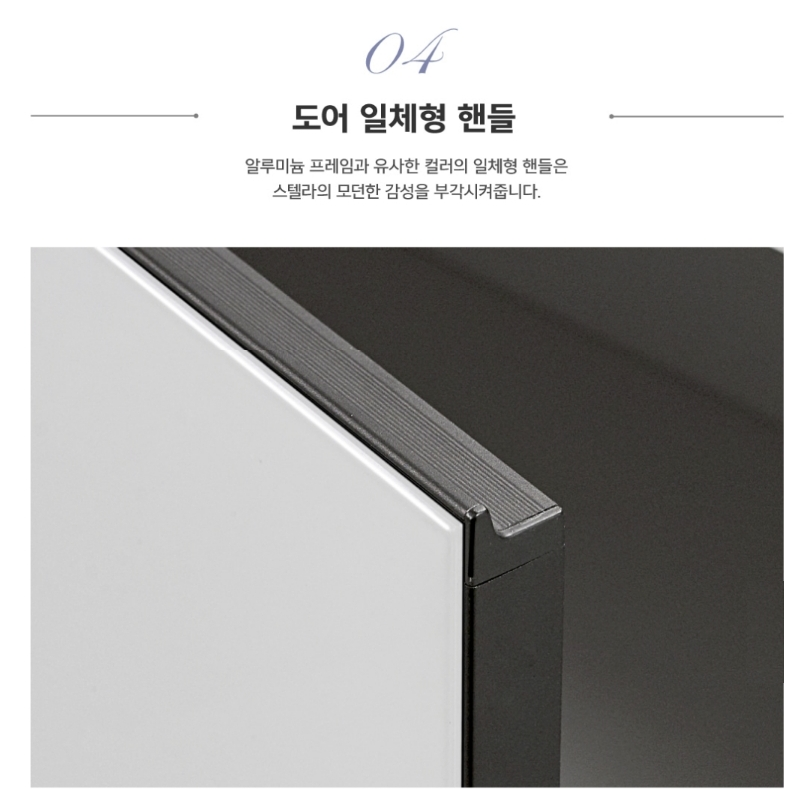 04
도어 일체형 핸들
알루미늄 프레임과 유사한 컬러의 일체형 핸들은
스텔라의 모던한 감성을 부각시켜줍니다.